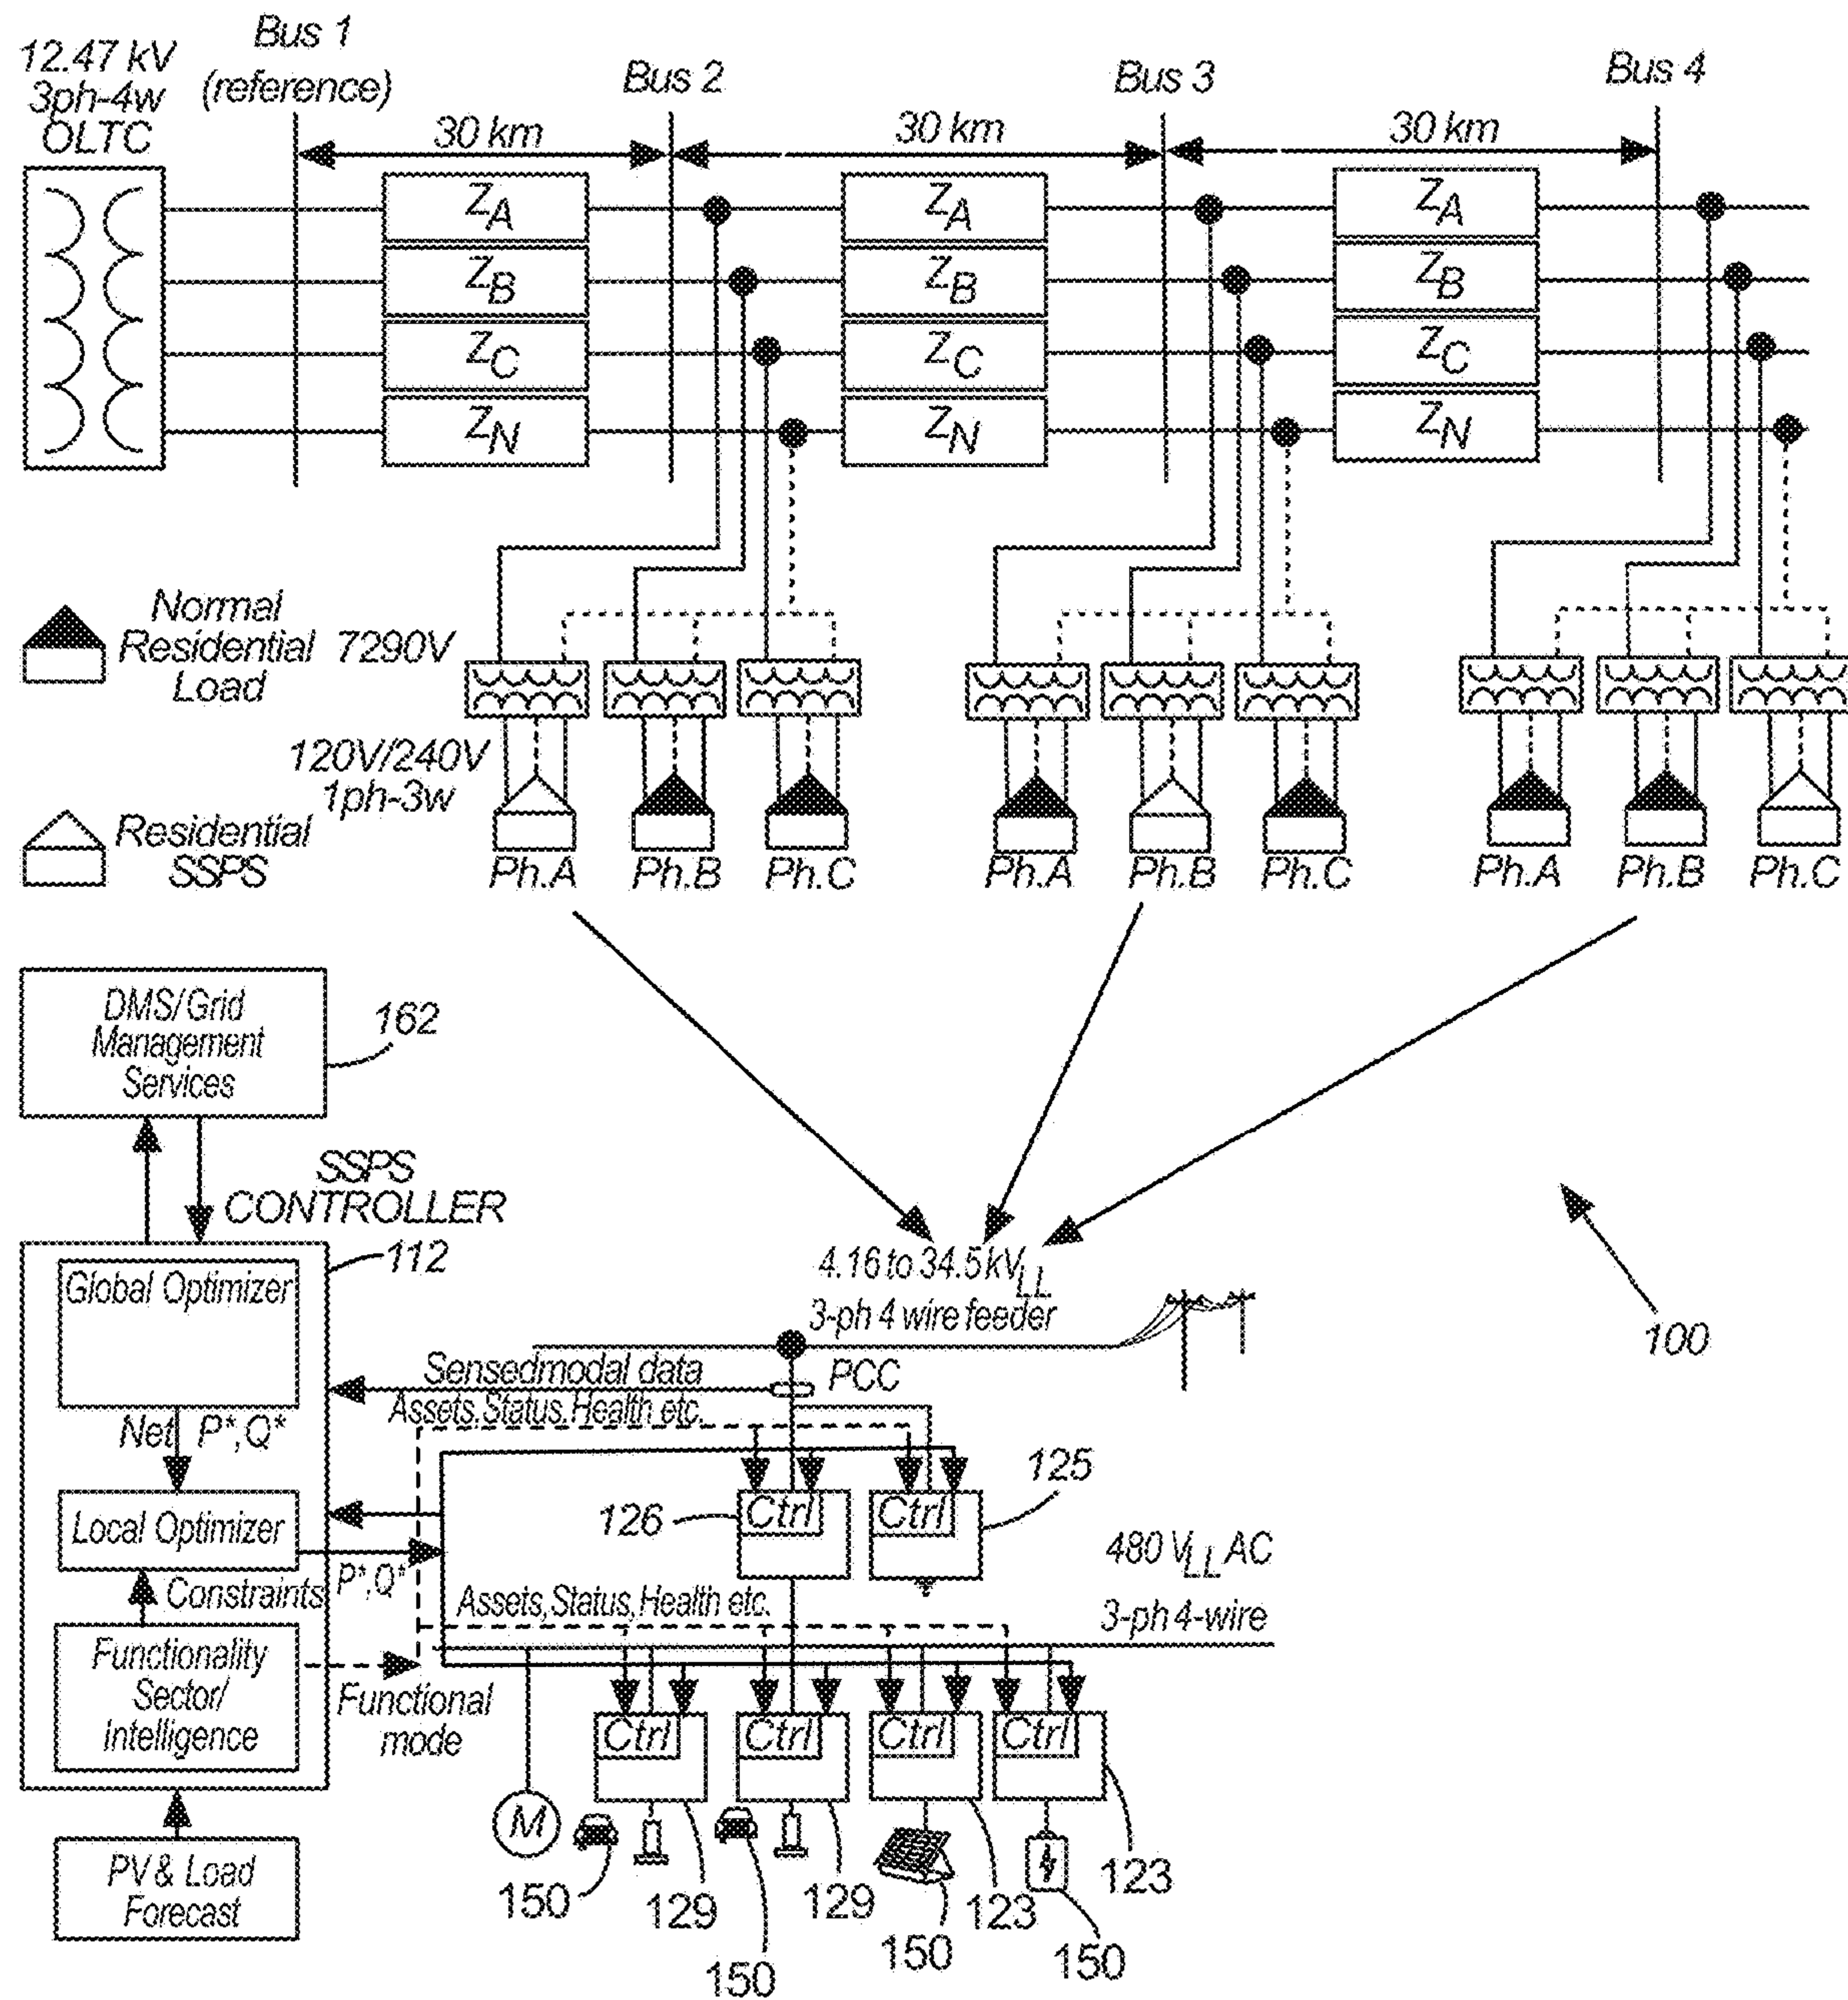 12.47 kV
3ph-4w
OLTC
Bus 1
(reference)
Bus 2
Bus 3
Bus 4
30 km
30 km
30 km
ZA
ZA
ZA
ZB
ZB
ZB
ZC
ZC
ZC
ZN
ZN
ZN
Normal
Residential 7290V
Load
120V/240V
1ph-3w
Residential
SSPS
Ph.A
Ph.B
Ph.C
Ph.A
Ph.B
Ph.C
Ph.A
Ph.B
Ph.C
DMS/Grid
Management
Services
162
SSPS
CONTROLLER
112
Global Optimizer
Net P*,Q*
Local Optimizer
Constraints
P*,Q*
Functionality
Sector/
Intelligence
Functional
mode
PV & Load
Forecast
4.16 to 34.5 kVLL
3-ph 4 wire feeder
100
PCC
Sensedmodal data
Assets,Status,Health etc.
Ctrl
Ctrl
126
125
480 VLL AC
3-ph 4-wire
Assets,Status,Health etc.
Ctrl
Ctrl
Ctrl
Ctrl
M
150
129
150
129
150
123
150
123